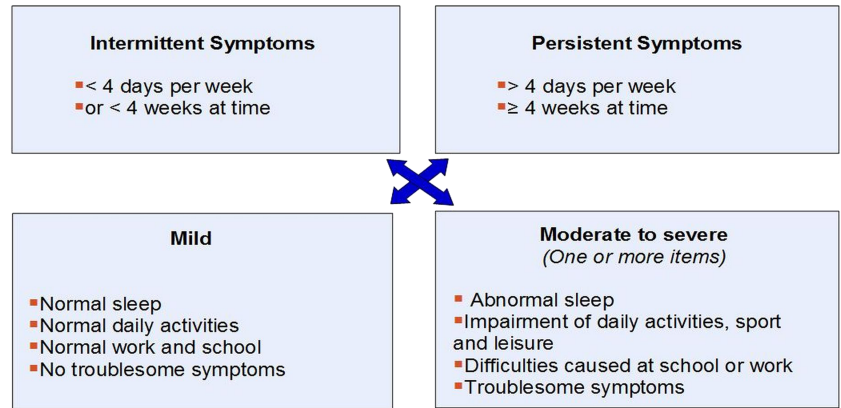 Intermittent Symptoms
▪< 4 days per week
▪or < 4 weeks at time
Persistent Symptoms
▪> 4 days per week
▪≥ 4 weeks at time
Mild
▪Normal sleep
▪Normal daily activities
▪Normal work and school
▪No troublesome symptoms
Moderate to severe
(One or more items)
▪ Abnormal sleep
▪Impairment of daily activities, sport
and leisure
▪Difficulties caused at school or work
▪Troublesome symptoms